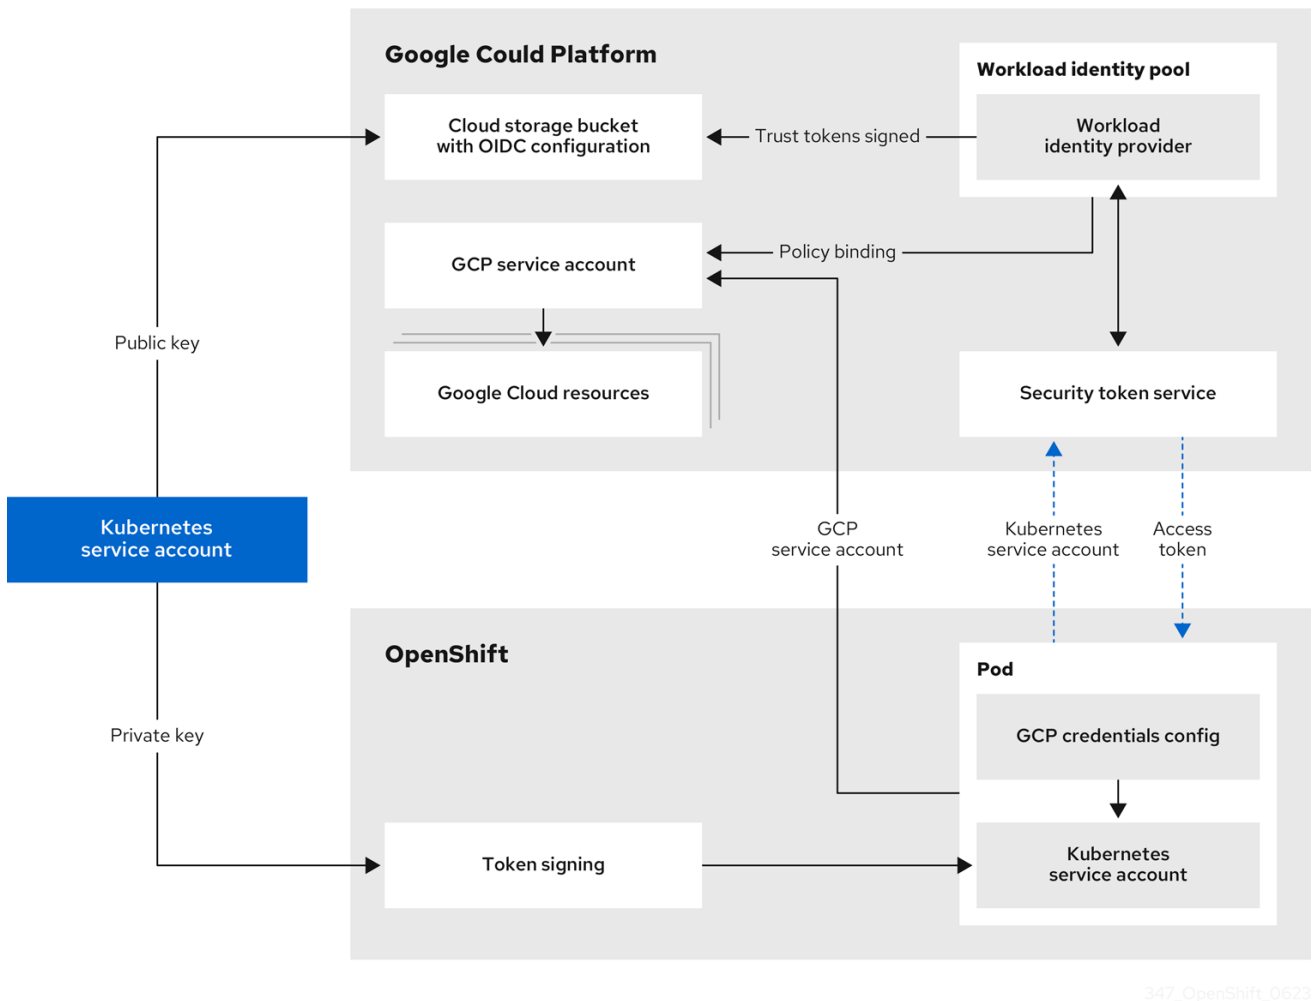 Google Could Platform
Workload identity pool
Cloud storage bucket
with OIDC configuration
Trust tokens signed
Workload
identity provider
GCP service account
Policy binding
Public key
Google Cloud resources
Security token service
Kubernetes
service account
GCP
service account
Kubernetes
service account
Access
token
OpenShift
Pod
Private key
GCP credentials config
Token signing
Kubernetes
service account
347_OpenShift_0623